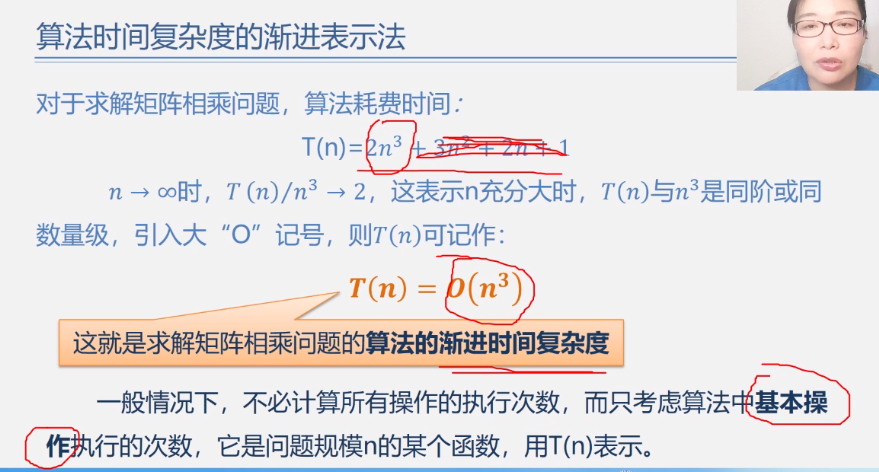 算法时间复杂度的渐进表示法
对于求解矩阵相乘问题，算法耗费时间：
T(n)=2n³ + 3n² + 2n + 1
n → ∞时，T (n)/n³ → 2，这表示n充分大时，T(n)与n³是同阶或同
数量级，引入大“O”记号，则T(n)可记作：
T(n) = O(n³)
这就是求解矩阵相乘问题的算法的渐进时间复杂度
一般情况下，不必计算所有操作的执行次数，而只考虑算法中基本操
作执行的次数，它是问题规模n的某个函数，用T(n)表示。